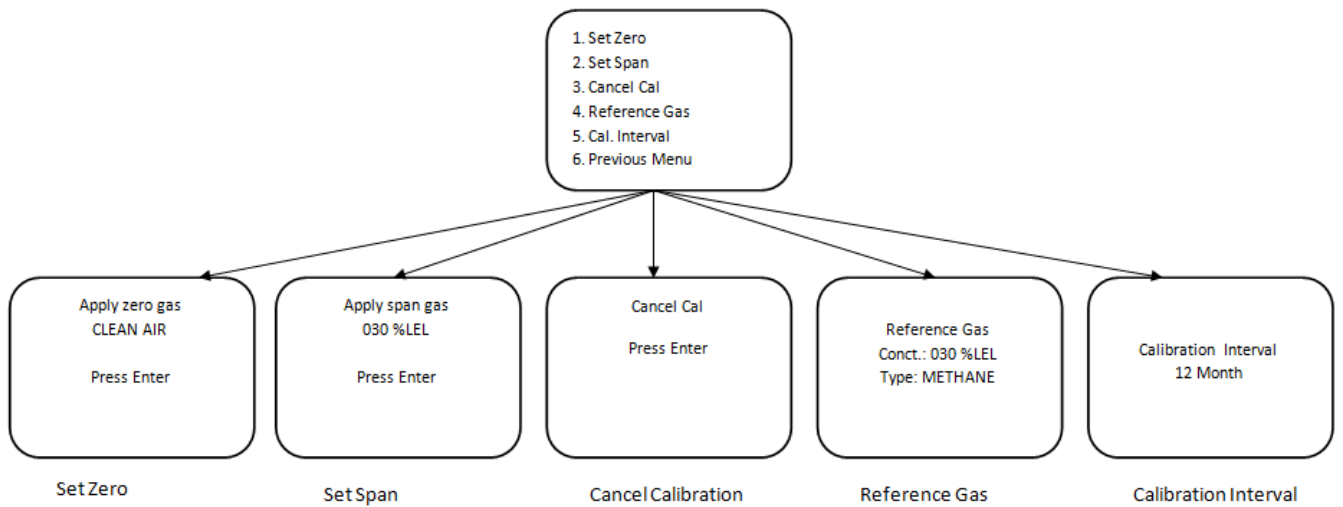 1. Set Zero
2. Set Span
3. Cancel Cal
4. Reference Gas
5. Cal. Interval
6. Previous Menu
Apply zero gas
CLEAN AIR
Press Enter
Apply span gas
030 %LEL
Press Enter
Cancel Cal
Press Enter
Reference Gas
Conct.: 030 %LEL
Type: METHANE
Calibration Interval
12 Month
Set Zero
Set Span
Cancel Calibration
Reference Gas
Calibration Interval